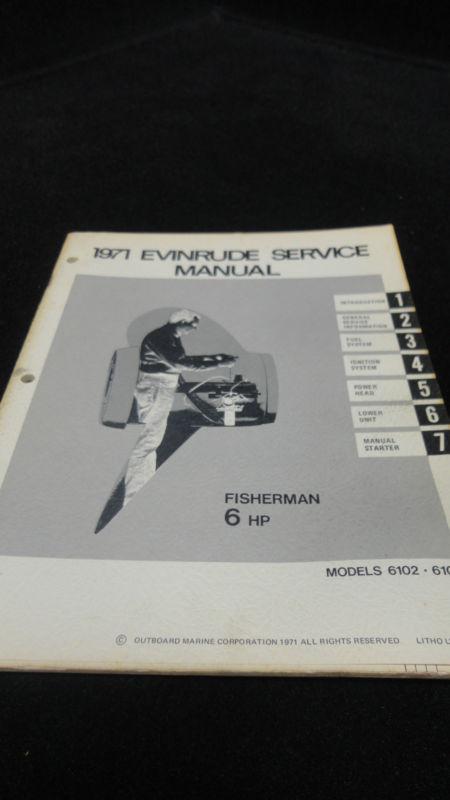 1971 EVINRUDE SERVICE
MANUAL
INTRODUCTION 1
GENERAL
SERVICE
INFORMATION 2
FUEL
SYSTEM 3
IGNITION
SYSTEM 4
POWER
HEAD 5
LOWER
UNIT 6
MANUAL
STARTER 7
FISHERMAN
6 HP
MODELS 6102 · 610
© OUTBOARD MARINE CORPORATION 1971 ALL RIGHTS RESERVED. LITHO U